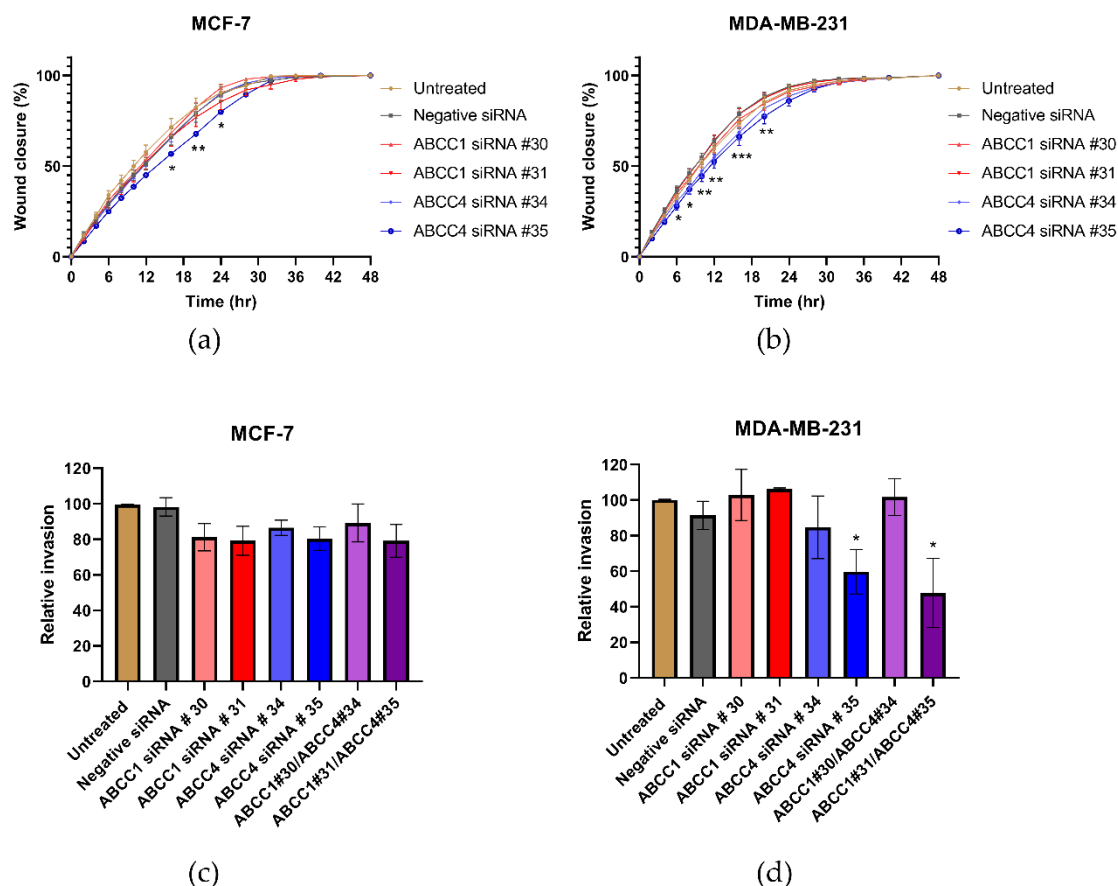 MCF-7
Wound closure (%)
100
50
0
0 6 12 18 24 30 36 42 48
Time (hr)
* ** *
Untreated
Negative siRNA
ABCC1 siRNA #30
ABCC1 siRNA #31
ABCC4 siRNA #34
ABCC4 siRNA #35
(a)
MDA-MB-231
Wound closure (%)
100
50
0
0 6 12 18 24 30 36 42 48
Time (hr)
* * ** ** *** **
Untreated
Negative siRNA
ABCC1 siRNA #30
ABCC1 siRNA #31
ABCC4 siRNA #34
ABCC4 siRNA #35
(b)
MCF-7
Relative invasion
120
100
80
60
40
20
0
Untreated
Negative siRNA
ABCC1 siRNA # 30
ABCC1 siRNA # 31
ABCC4 siRNA # 34
ABCC4 siRNA # 35
ABCC1#30/ABCC4#34
ABCC1#31/ABCC4#35
(c)
MDA-MB-231
Relative invasion
120
100
80
60
40
20
0
* *
Untreated
Negative siRNA
ABCC1 siRNA # 30
ABCC1 siRNA # 31
ABCC4 siRNA # 34
ABCC4 siRNA # 35
ABCC1#30/ABCC4#34
ABCC1#31/ABCC4#35
(d)